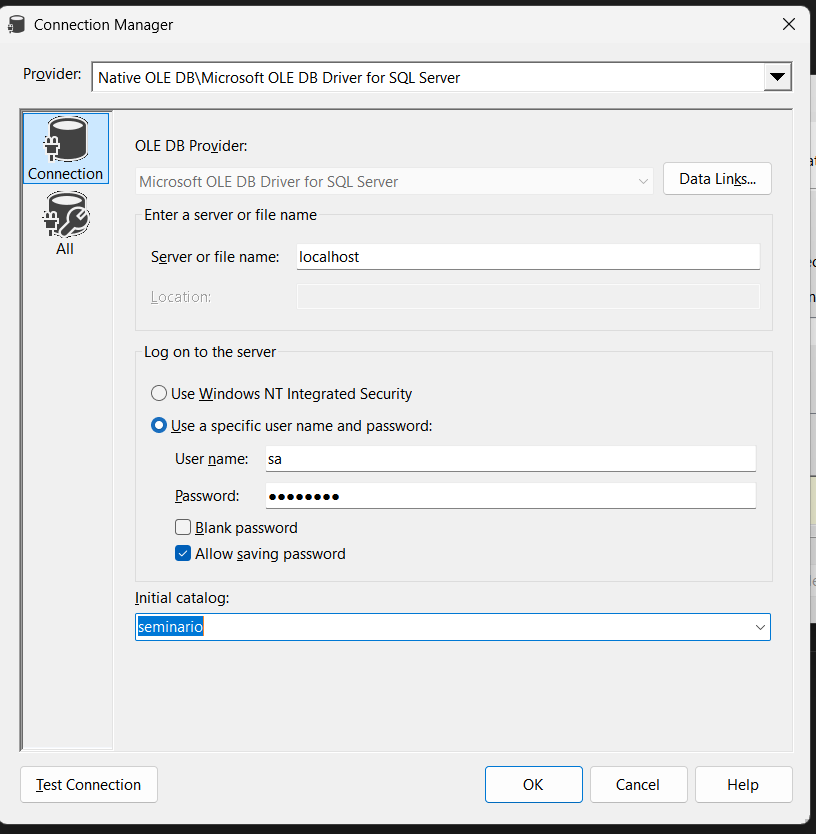 Connection Manager
Provider: Native OLE DB\Microsoft OLE DB Driver for SQL Server
Connection
All
OLE DB Provider:
Microsoft OLE DB Driver for SQL Server
Data Links...
Enter a server or file name
Server or file name: localhost
Location:
Log on to the server
Use Windows NT Integrated Security
Use a specific user name and password:
User name: sa
Password: ●●●●●●●●
Blank password
Allow saving password
Initial catalog:
seminario
Test Connection
OK
Cancel
Help